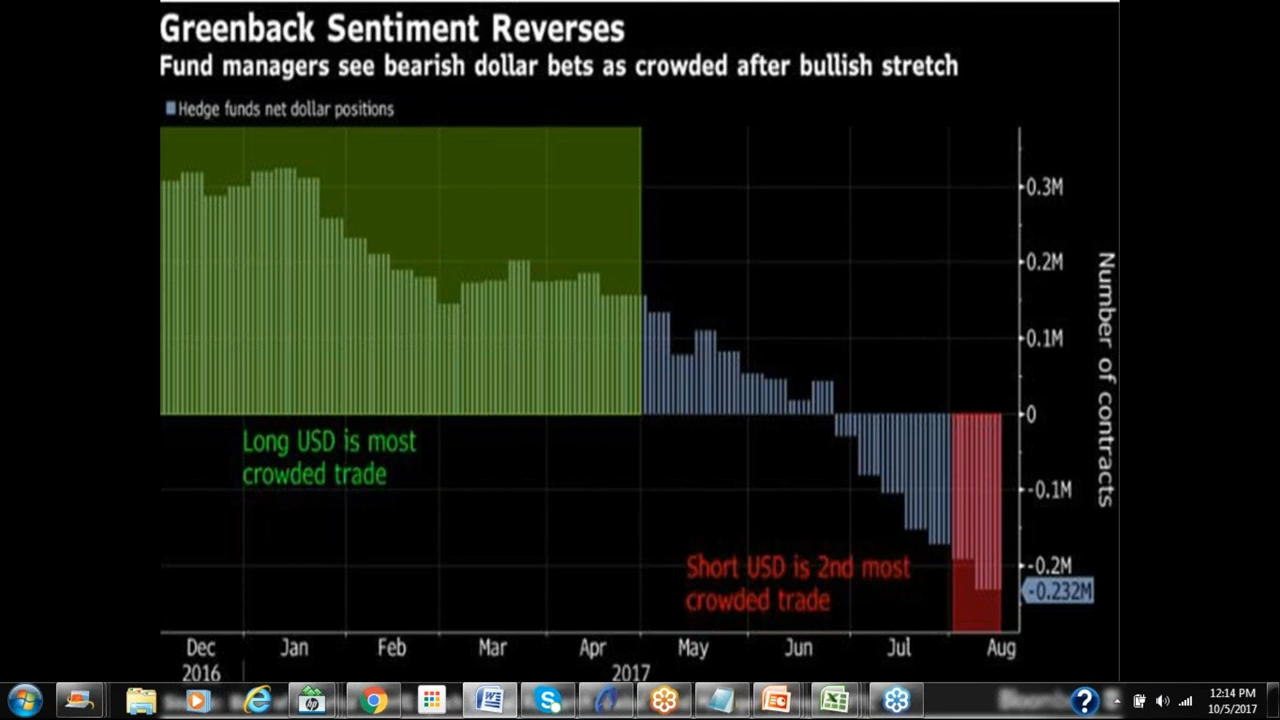 Greenback Sentiment Reverses
Fund managers see bearish dollar bets as crowded after bullish stretch
Hedge funds net dollar positions
0.3M
0.2M
0.1M
0
-0.1M
-0.2M
-0.232M
Number of contracts
Long USD is most
crowded trade
Short USD is 2nd most
crowded trade
Dec Jan Feb Mar Apr May Jun Jul Aug
2016 2017
12:14 PM
10/5/2017